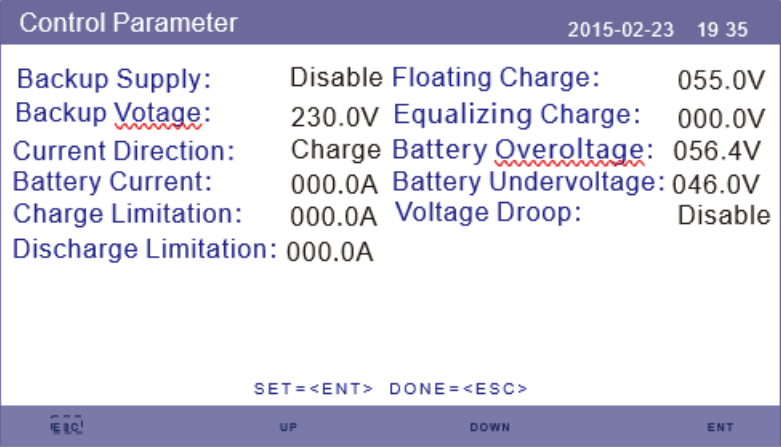 Control Parameter 2015-02-23 19 35
Backup Supply: Disable Floating Charge: 055.0V
Backup Votage: 230.0V Equalizing Charge: 000.0V
Current Direction: Charge Battery Overoltage: 056.4V
Battery Current: 000.0A Battery Undervoltage: 046.0V
Charge Limitation: 000.0A Voltage Droop: Disable
Discharge Limitation: 000.0A
SET=<ENT> DONE=<ESC>
ESC UP DOWN ENT